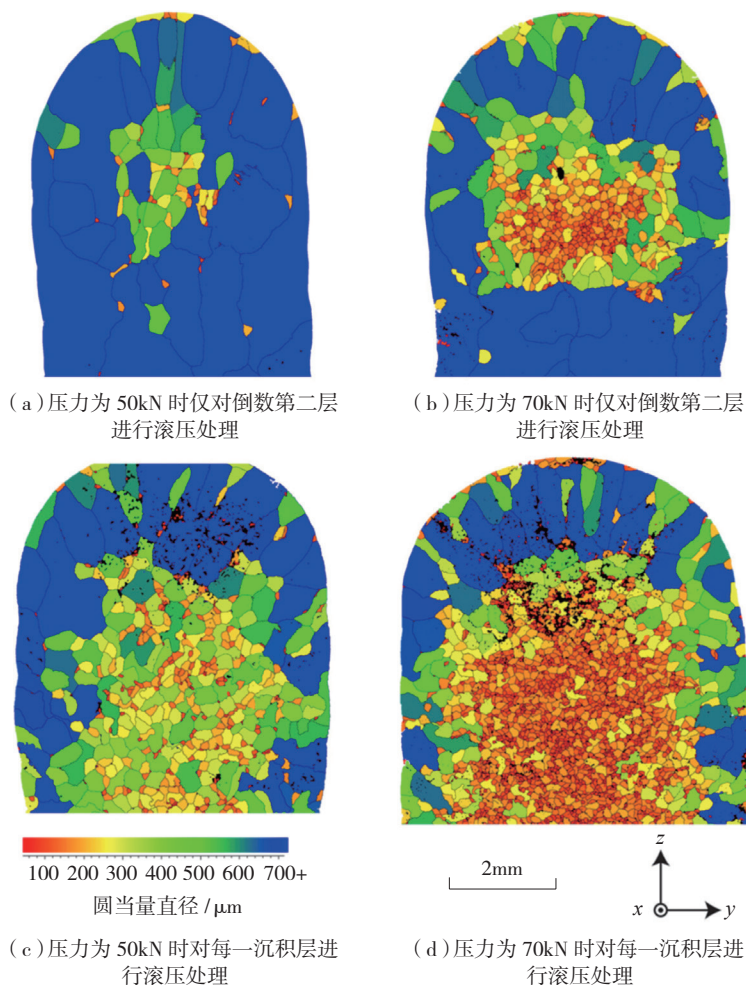 （a）压力为 50kN 时仅对倒数第二层
进行滚压处理
（b）压力为 70kN 时仅对倒数第二层
进行滚压处理
100 200 300 400 500 600 700+
圆当量直径 /μm
2mm
z
x
y
（c）压力为 50kN 时对每一沉积层进
行滚压处理
（d）压力为 70kN 时对每一沉积层进
行滚压处理